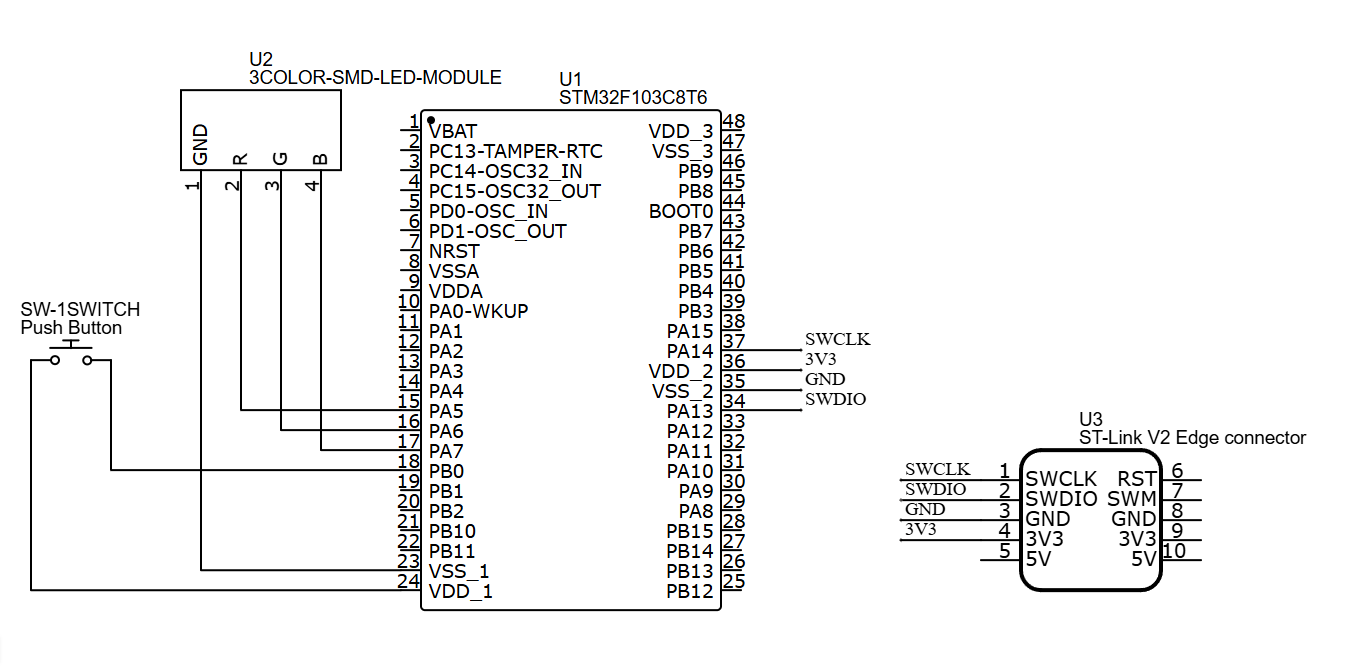 U2
3COLOR-SMD-LED-MODULE
GND
R
G
B
1
2
3
4
SW-1SWITCH
Push Button
U1
STM32F103C8T6
1 VBAT VDD_3 48
2 PC13-TAMPER-RTC VSS_3 47
3 PC14-OSC32_IN PB9 46
4 PC15-OSC32_OUT PB8 45
5 PD0-OSC_IN BOOT0 44
6 PD1-OSC_OUT PB7 43
7 NRST PB6 42
8 VSSA PB5 41
9 VDDA PB4 40
10 PA0-WKUP PB3 39
11 PA1 PA15 38
12 PA2 PA14 37 SWCLK
13 PA3 VDD_2 36 3V3
14 PA4 VSS_2 35 GND
15 PA5 PA13 34 SWDIO
16 PA6 PA12 33
17 PA7 PA11 32
18 PB0 PA10 31
19 PB1 PA9 30
20 PB2 PA8 29
21 PB10 PB15 28
22 PB11 PB14 27
23 VSS_1 PB13 26
24 VDD_1 PB12 25
U3
ST-Link V2 Edge connector
SWCLK 1 SWCLK RST 6
SWDIO 2 SWDIO SWM 7
GND 3 GND GND 8
3V3 4 3V3 3V3 9
5 5V 5V 10